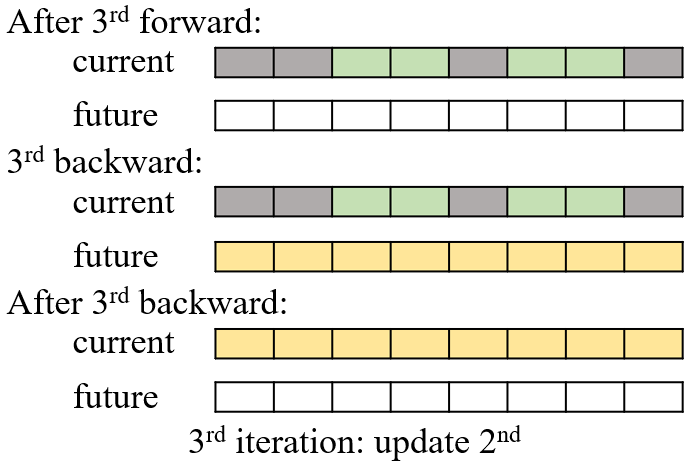 After 3rd forward:
current
future
3rd backward:
current
future
After 3rd backward:
current
future
3rd iteration: update 2nd